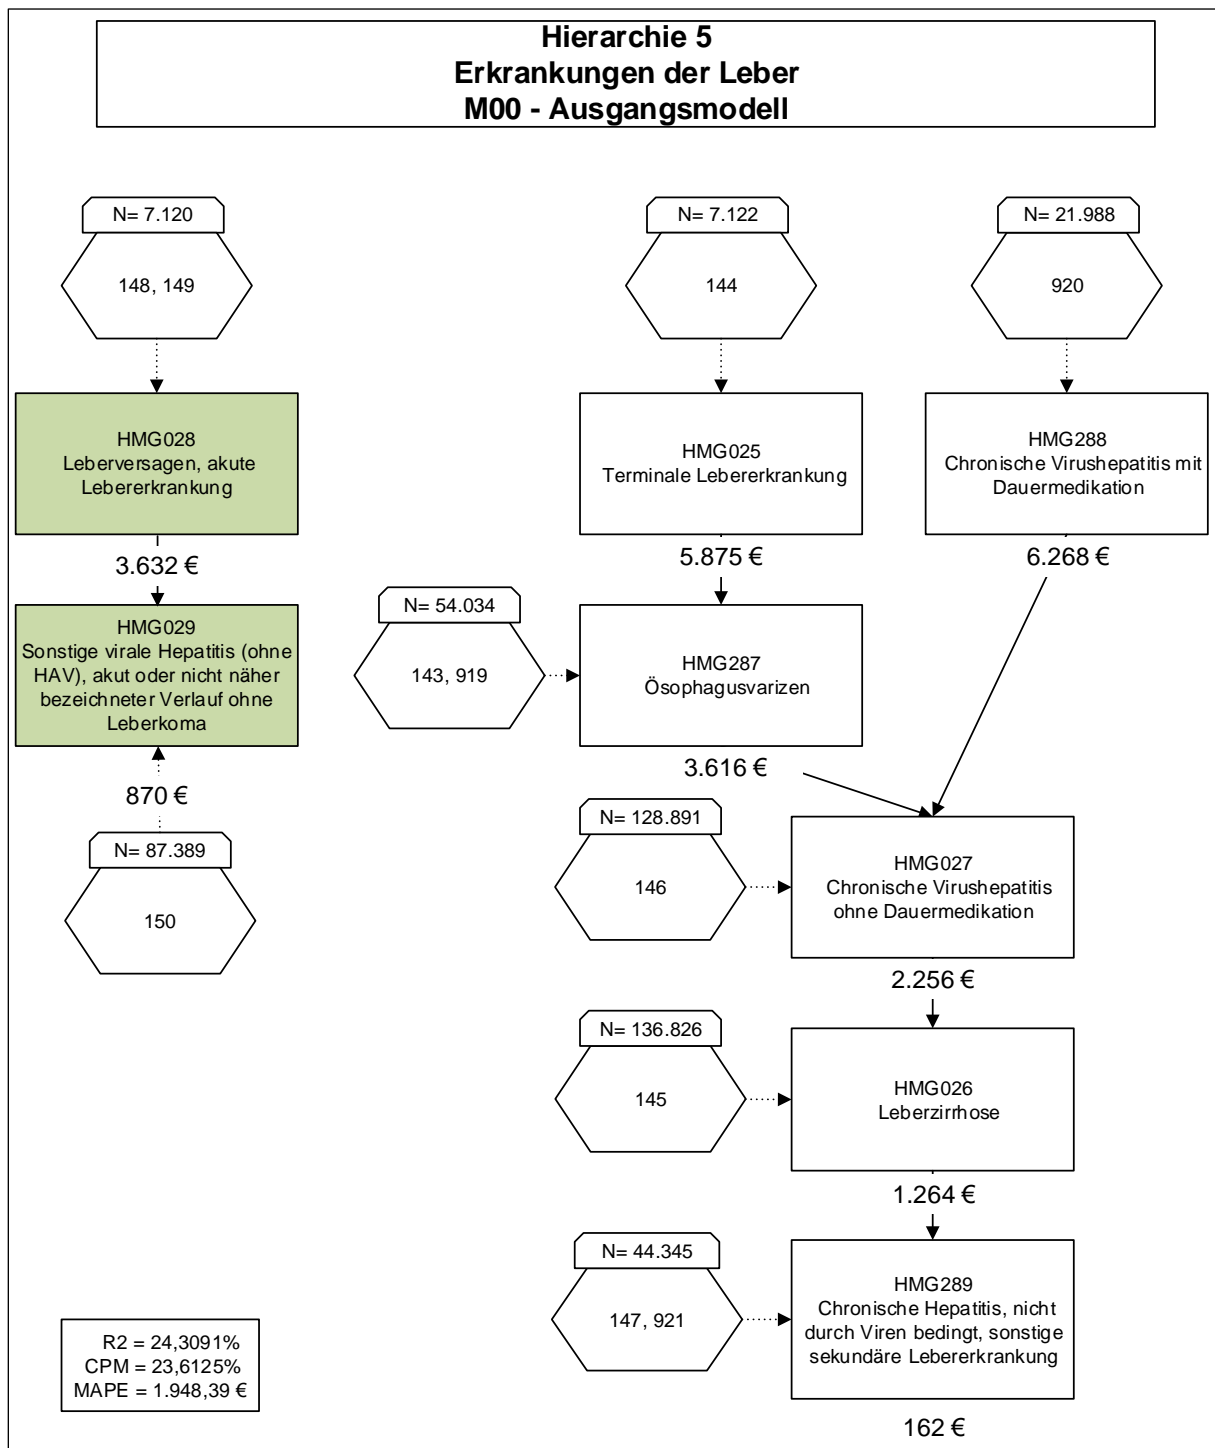 Hierarchie 5
Erkrankungen der Leber
M00 - Ausgangsmodell
N= 7.120
148, 149
N= 7.122
144
N= 21.988
920
HMG028
Leberversagen, akute
Lebererkrankung
3.632 €
HMG025
Terminale Lebererkrankung
5.875 €
HMG288
Chronische Virushepatitis mit
Dauermedikation
6.268 €
HMG029
Sonstige virale Hepatitis (ohne
HAV), akut oder nicht näher
bezeichneter Verlauf ohne
Leberkoma
870 €
N= 87.389
150
N= 54.034
143, 919
HMG287
Ösophagusvarizen
3.616 €
N= 128.891
146
HMG027
Chronische Virushepatitis
ohne Dauermedikation
2.256 €
N= 136.826
145
HMG026
Leberzirrhose
1.264 €
N= 44.345
147, 921
HMG289
Chronische Hepatitis, nicht
durch Viren bedingt, sonstige
sekundäre Lebererkrankung
162 €
R2 = 24,3091%
CPM = 23,6125%
MAPE = 1.948,39 €